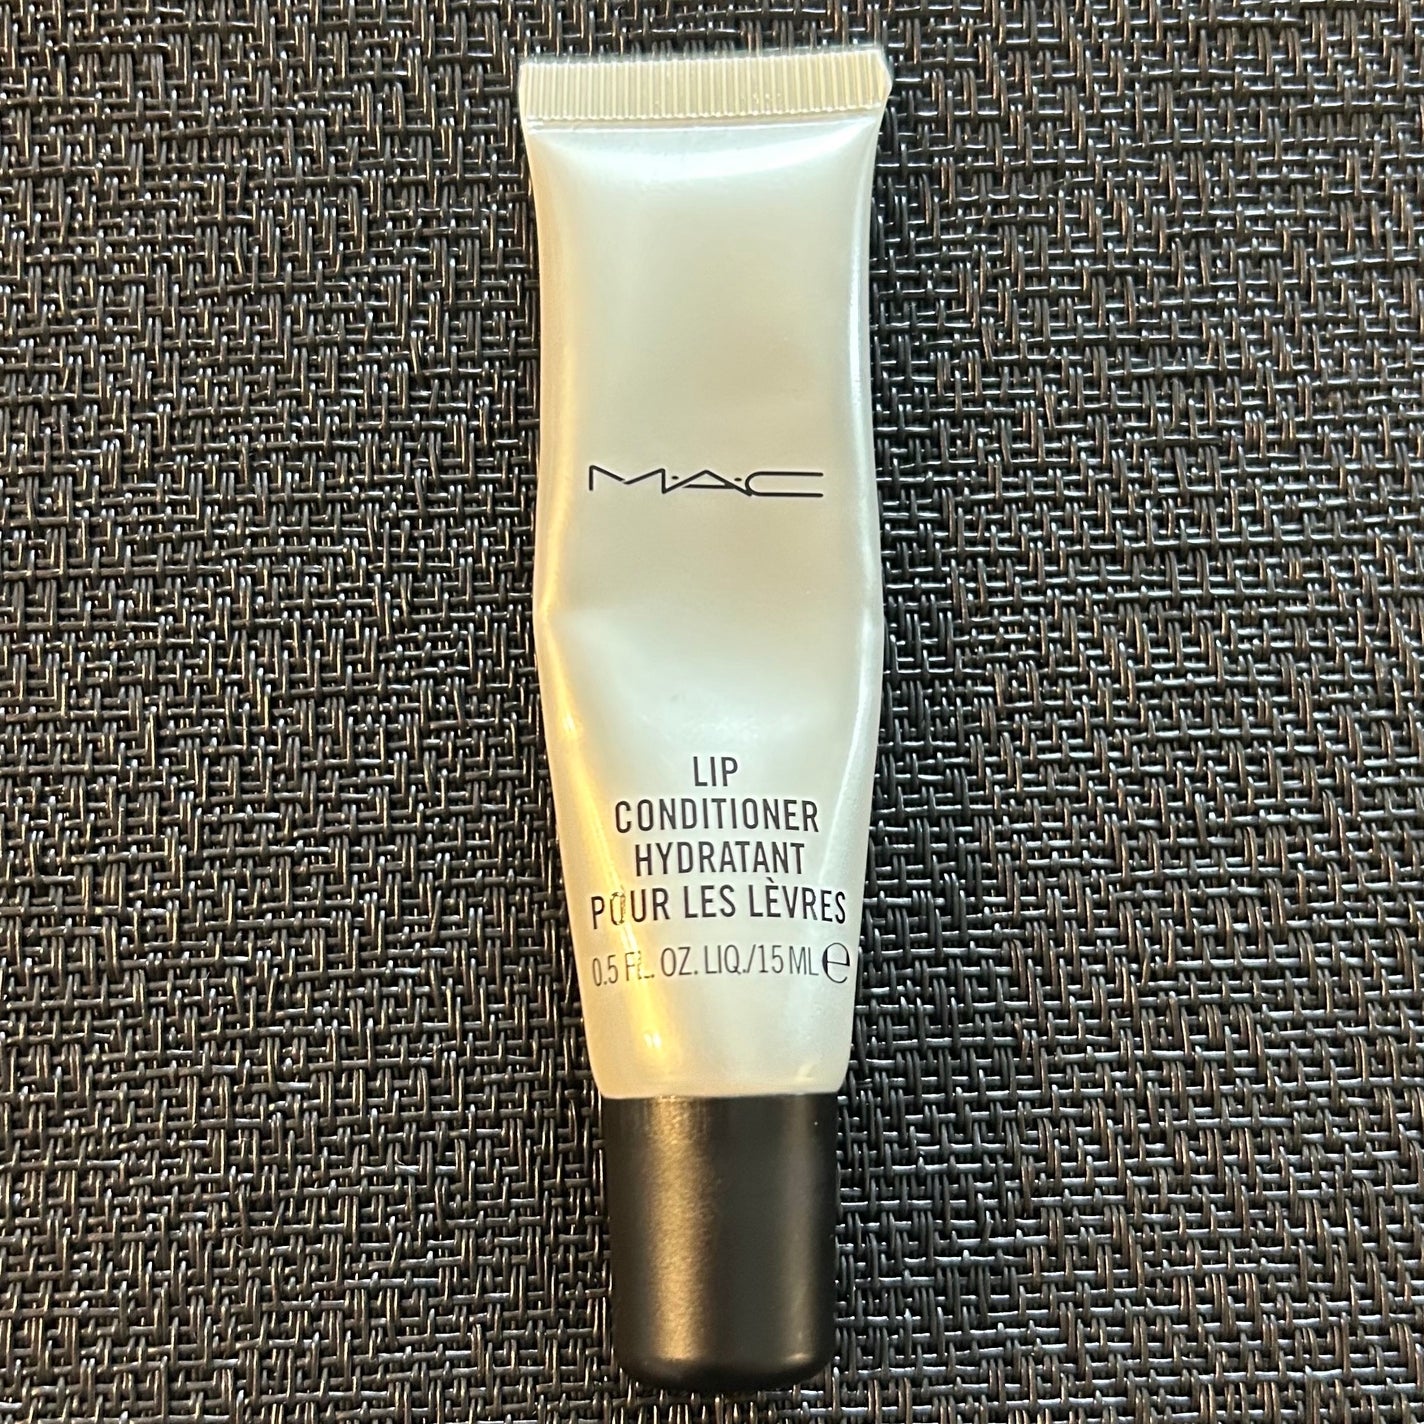 M·A·C
LIP
CONDITIONER
HYDRATANT
POUR LES LÈVRES
0.5 FL. OZ. LIQ./15 ML ℮